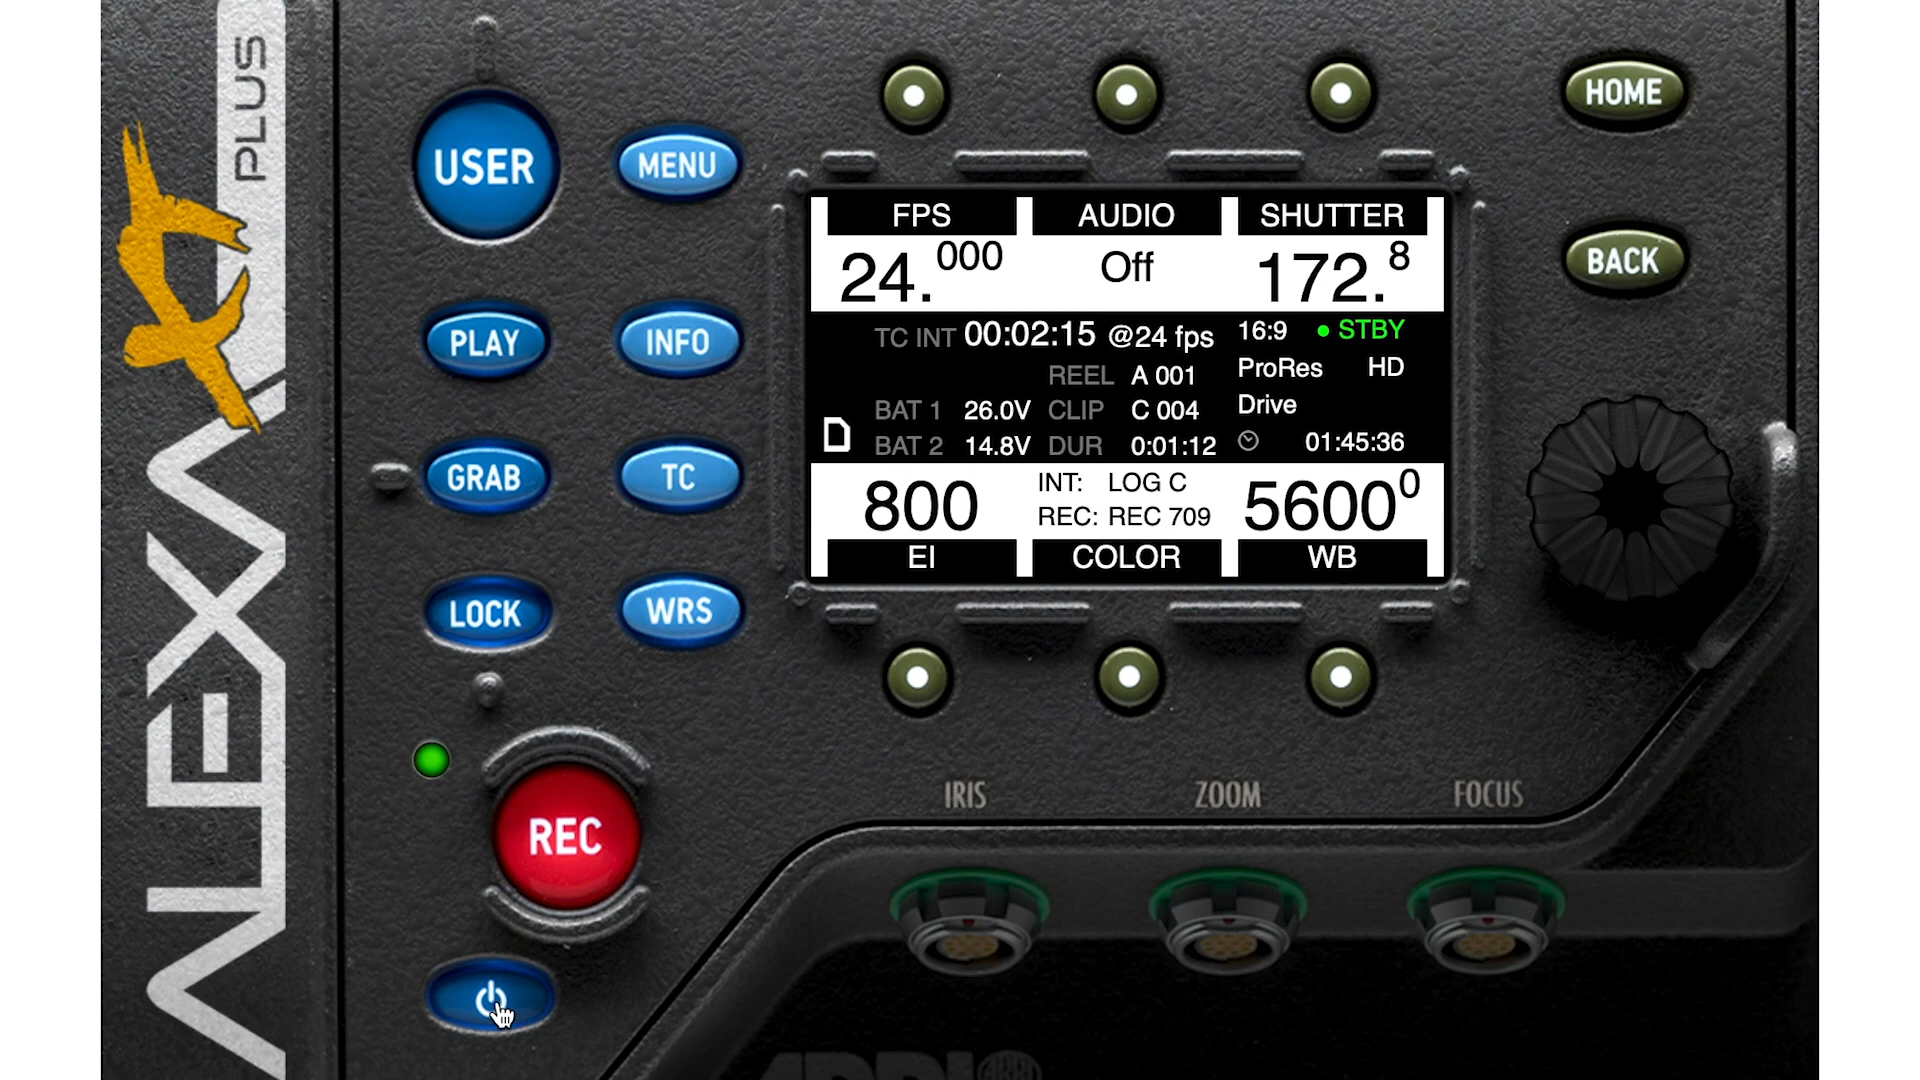 ALEXA XT PLUS
USER
MENU
PLAY
INFO
GRAB
TC
LOCK
WRS
REC
HOME
BACK
FPS AUDIO SHUTTER
24.000 Off 172.8
TC INT 00:02:15 @24 fps 16:9 STBY
ProRes HD
REEL A 001
Drive
BAT 1 26.0V CLIP C 004
BAT 2 14.8V DUR 0:01:12 01:45:36
800 INT: LOG C 5600 0
REC: REC 709
EI COLOR WB
IRIS ZOOM FOCUS
ARRI